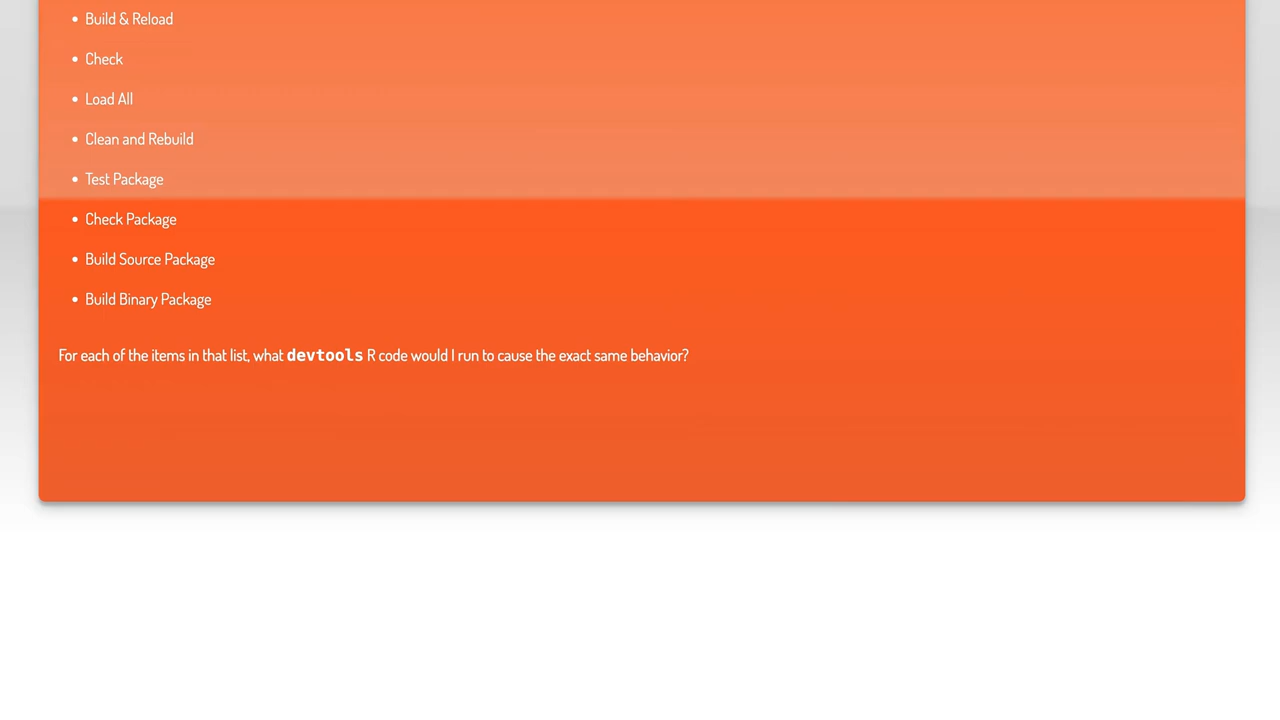 • Build & Reload
• Check
• Load All
• Clean and Rebuild
• Test Package
• Check Package
• Build Source Package
• Build Binary Package
For each of the items in that list, what devtools R code would I run to cause the exact same behavior?